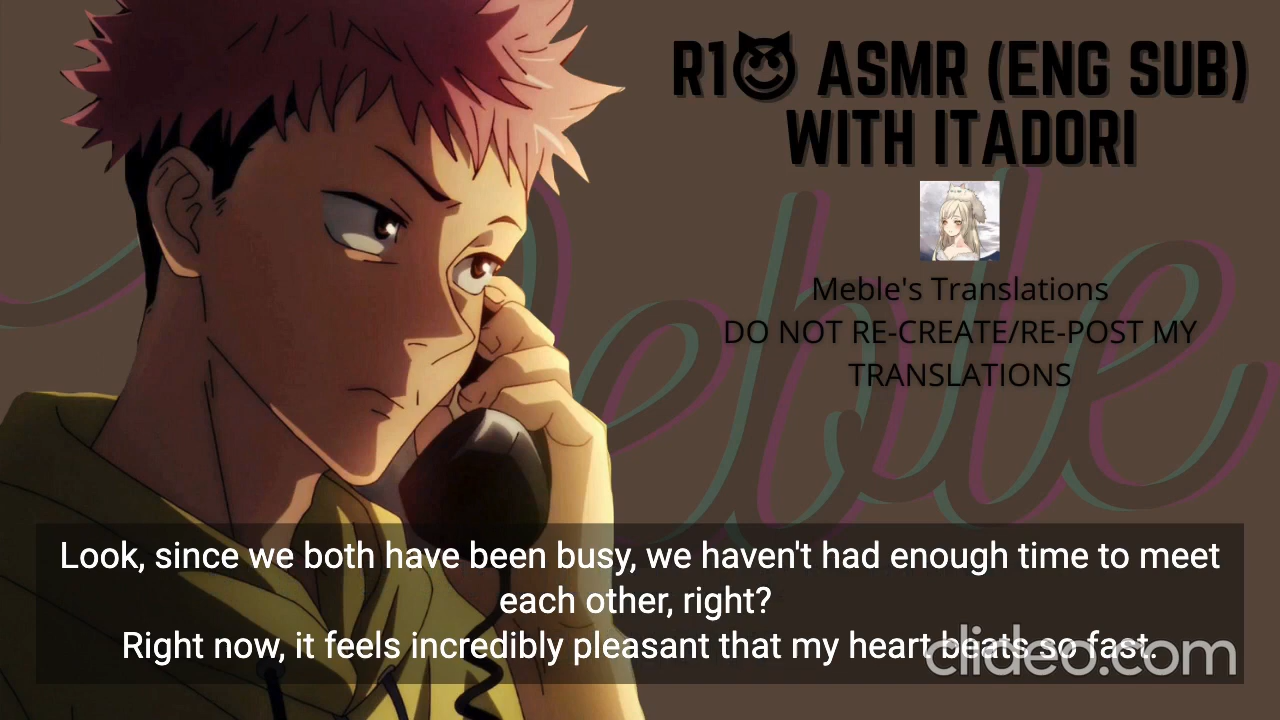 R1😈 ASMR (ENG SUB)
WITH ITADORI
Meble's Translations
DO NOT RE-CREATE/RE-POST MY
TRANSLATIONS
Meble
Look, since we both have been busy, we haven't had enough time to meet
each other, right?
Right now, it feels incredibly pleasant that my heart beats so fast.
clideo.com